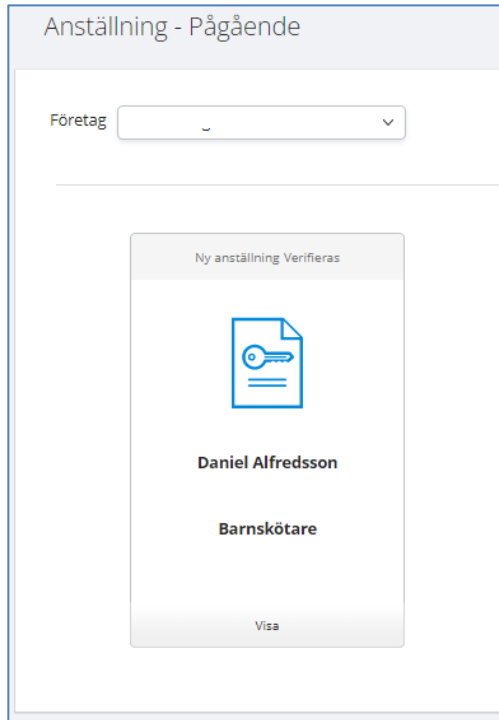 Anställning - Pågående
Företag
Ny anställning Verifieras
Daniel Alfredsson
Barnskötare
Visa